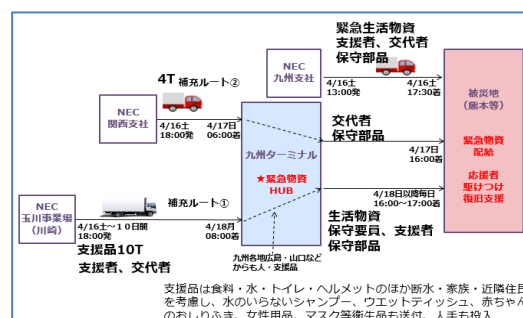 緊急生活物資
支援者、交代者
保守部品
NEC
九州支社
4/16土
13:00発
4/16土
17:30着
4T 補充ルート②
NEC
関西支社
4/16土
18:00発
4/17日
06:00着
九州ターミナル
★緊急物資
HUB
交代者
保守部品
4/17日
16:00着
被災地
(熊本等)
緊急物資
配給
応援者
駆けつけ
復旧支援
NEC
玉川事業場
(川崎)
補充ルート①
4/16土~10日間
18:00発
4/18月
08:00着
支援品10T
支援者、交代者
4/18日以降毎日
16:00~17:00着
生活物資
保守要員、支援者
保守部品
九州各地広島・山口など
からも人・支援品
支援品は食料・水・トイレ・ヘルメットのほか断水・家族・近隣住民
を考慮し、水のいらないシャンプー、ウエットティッシュ、赤ちゃん
のおしりふき、女性用品、マスク等衛生品も送付、人手も投入